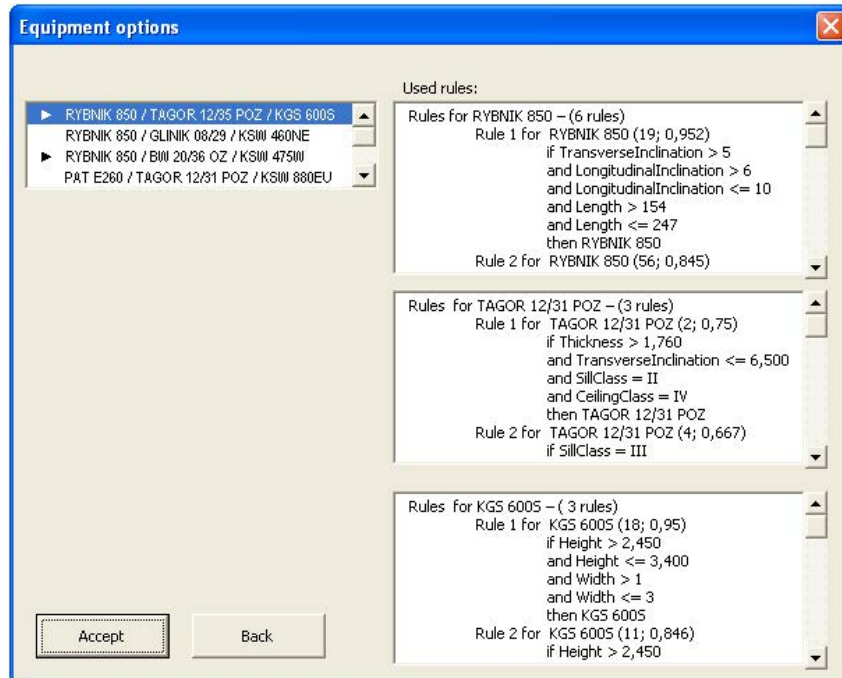 Equipment options
RYBNIK 850 / TAGOR 12/35 POZ / KGS 600S
RYBNIK 850 / GLINIK 08/29 / KSW 460NE
RYBNIK 850 / BW 20/36 OZ / KSW 475W
PAT E260 / TAGOR 12/31 POZ / KSW 880EU
Used rules:
Rules for RYBNIK 850 – (6 rules)
Rule 1 for RYBNIK 850 (19; 0,952)
if TransverseInclination > 5
and LongitudinalInclination > 6
and LongitudinalInclination <= 10
and Length > 154
and Length <= 247
then RYBNIK 850
Rule 2 for RYBNIK 850 (56; 0,845)
Rules for TAGOR 12/31 POZ – (3 rules)
Rule 1 for TAGOR 12/31 POZ (2; 0,75)
if Thickness > 1,760
and TransverseInclination <= 6,500
and SillClass = II
and CeilingClass = IV
then TAGOR 12/31 POZ
Rule 2 for TAGOR 12/31 POZ (4; 0,667)
if SillClass = III
Rules for KGS 600S – ( 3 rules)
Rule 1 for KGS 600S (18; 0,95)
if Height > 2,450
and Height <= 3,400
and Width > 1
and Width <= 3
then KGS 600S
Rule 2 for KGS 600S (11; 0,846)
if Height > 2,450
Accept
Back